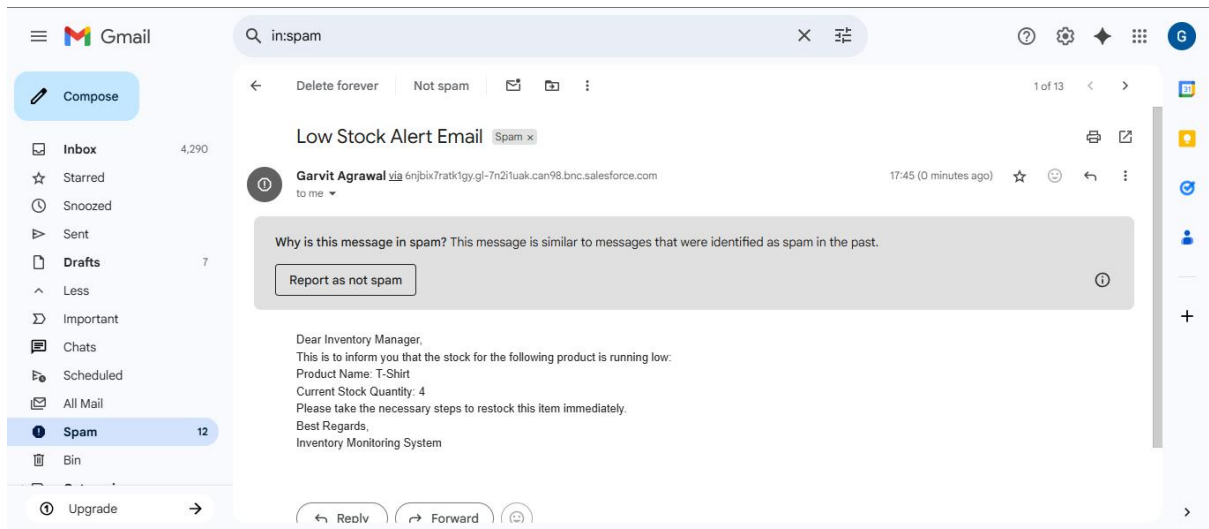 Gmail
in:spam
G
Compose
Delete forever
Not spam
1 of 13
31
Low Stock Alert Email
Spam ×
Inbox
4,290
Starred
Garvit Agrawal via 6njbix7ratk1gy.gl-7n2i1uak.can98.bnc.salesforce.com
17:45 (0 minutes ago)
to me
Snoozed
Sent
Why is this message in spam? This message is similar to messages that were identified as spam in the past.
Drafts
7
Report as not spam
Less
Important
Chats
Scheduled
All Mail
Spam
12
Bin
Dear Inventory Manager,
This is to inform you that the stock for the following product is running low:
Product Name: T-Shirt
Current Stock Quantity: 4
Please take the necessary steps to restock this item immediately.
Best Regards,
Inventory Monitoring System
Upgrade
Reply
Forward